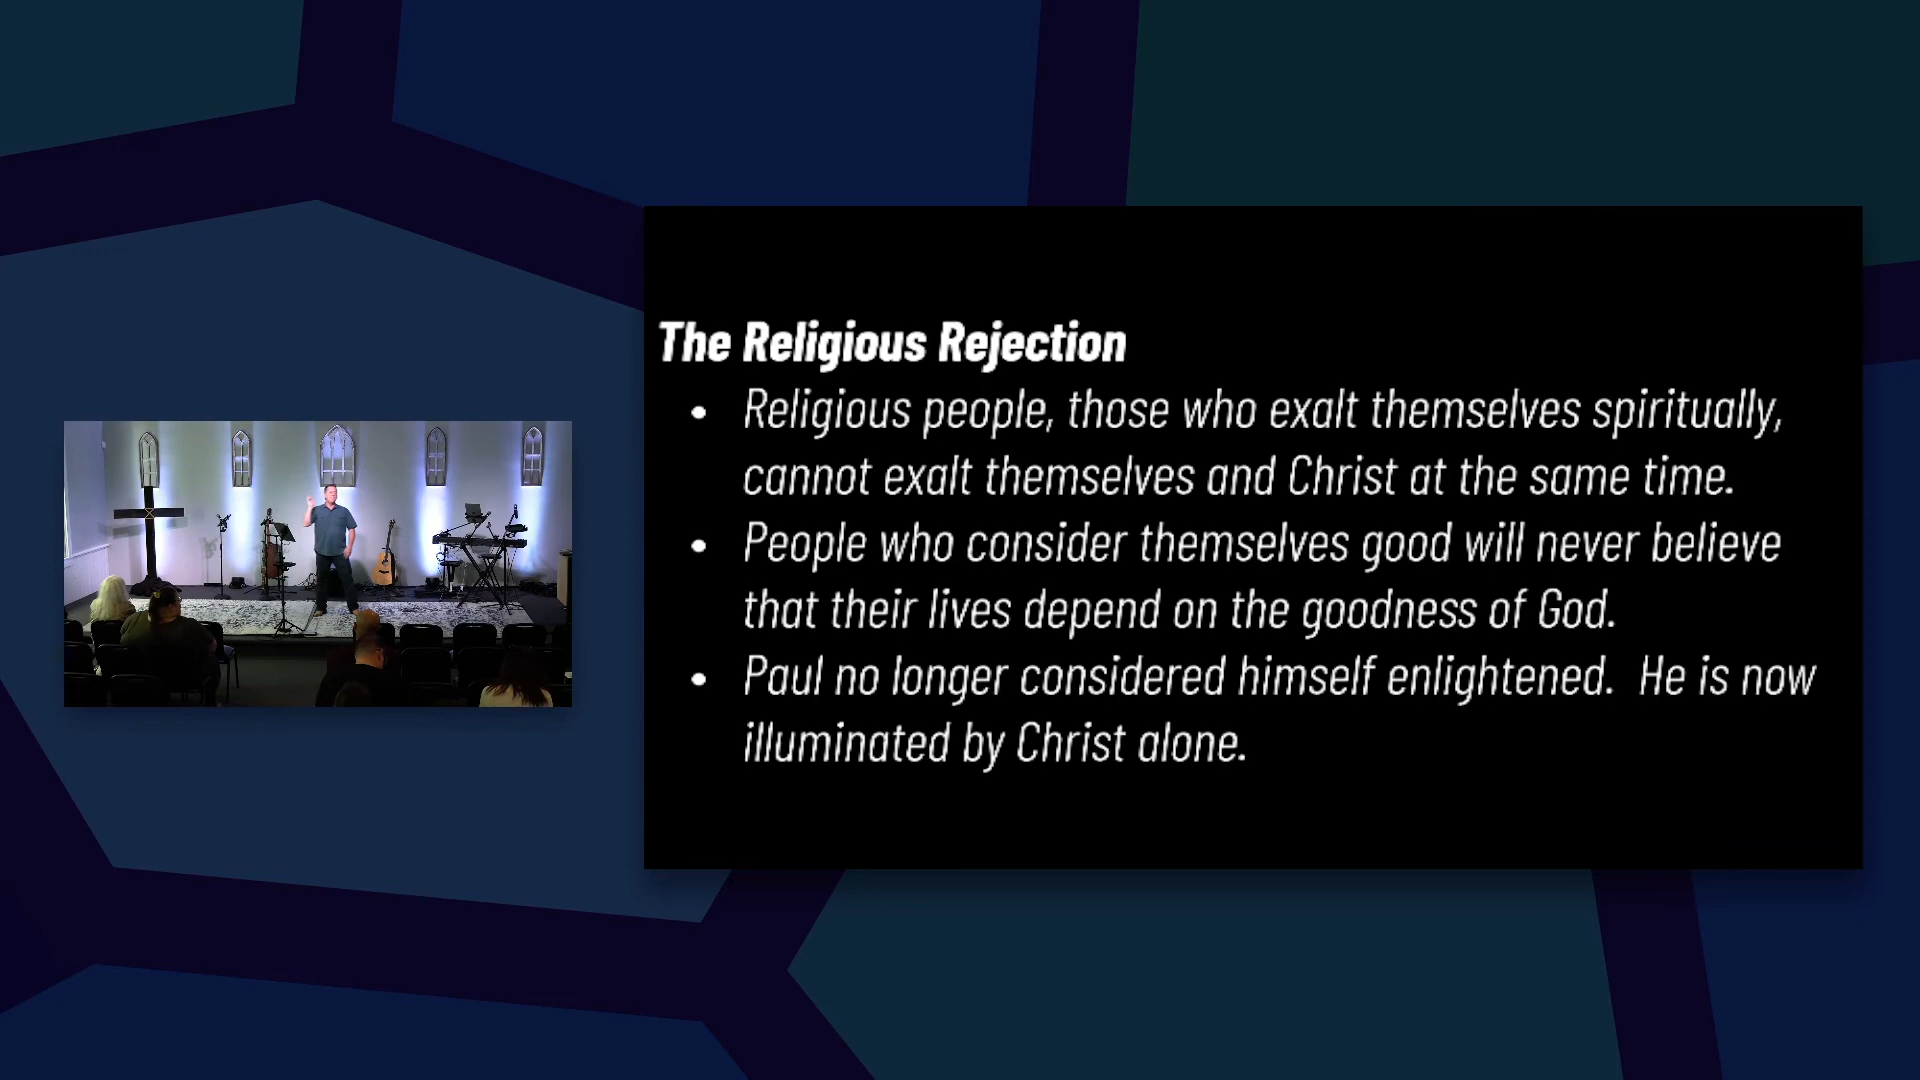 The Religious Rejection
• Religious people, those who exalt themselves spiritually,
cannot exalt themselves and Christ at the same time.
• People who consider themselves good will never believe
that their lives depend on the goodness of God.
• Paul no longer considered himself enlightened.  He is now
illuminated by Christ alone.